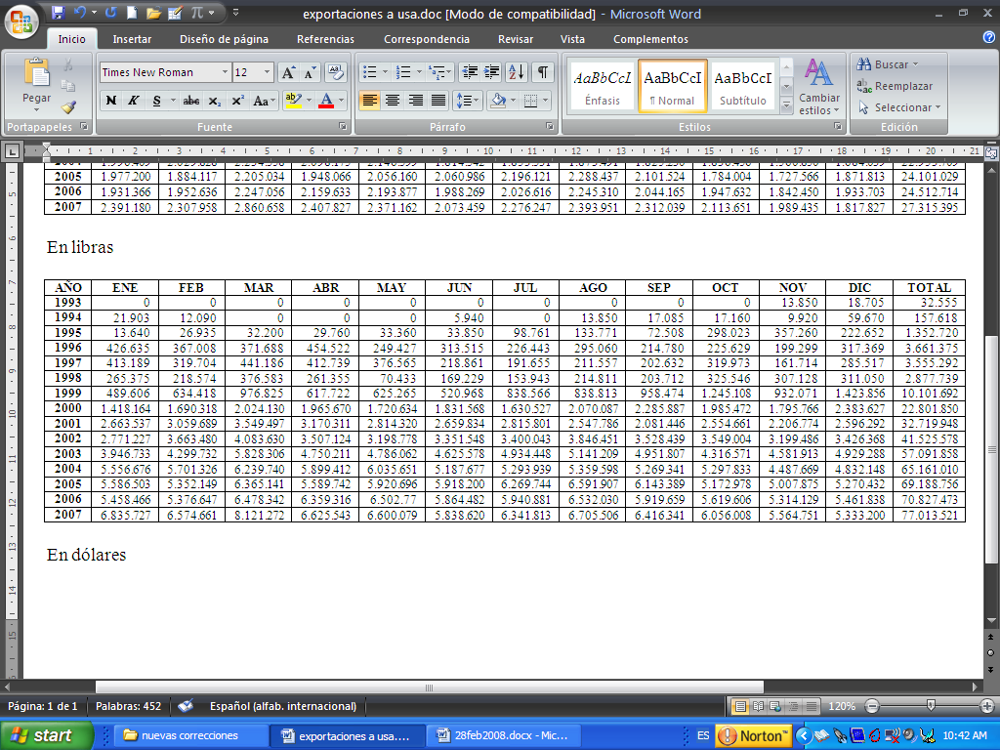 exportaciones a usa.doc [Modo de compatibilidad] - Microsoft Word
Inicio Insertar Diseño de página Referencias Correspondencia Revisar Vista Complementos
Pegar
Portapapeles
Times New Roman 12
N K S abc x₂ x² Aa
Fuente
Párrafo
AaBbCcI Énfasis
AaBbCcI ¶ Normal
AaBbCcI Subtítulo
Cambiar estilos
Estilos
Buscar
Reemplazar
Seleccionar
Edición
2005 1.977.200 1.884.117 2.205.034 1.948.066 2.056.160 2.060.986 2.196.121 2.288.437 2.101.524 1.784.004 1.727.566 1.871.813 24.101.029
2006 1.931.366 1.952.636 2.247.056 2.159.633 2.193.877 1.988.269 2.026.616 2.245.310 2.044.165 1.947.632 1.842.450 1.933.703 24.512.714
2007 2.391.180 2.307.958 2.860.658 2.407.827 2.371.162 2.073.459 2.276.247 2.393.951 2.312.039 2.113.651 1.989.435 1.817.827 27.315.395
En libras
AÑO ENE FEB MAR ABR MAY JUN JUL AGO SEP OCT NOV DIC TOTAL
1993 0 0 0 0 0 0 0 0 0 0 13.850 18.705 32.555
1994 21.903 12.090 0 0 0 5.940 0 13.850 17.085 17.160 9.920 59.670 157.618
1995 13.640 26.935 32.200 29.760 33.360 33.850 98.761 133.771 72.508 298.023 357.260 222.652 1.352.720
1996 426.635 367.008 371.688 454.522 249.427 313.515 226.443 295.060 214.780 225.629 199.299 317.369 3.661.375
1997 413.189 319.704 441.186 412.739 376.565 218.861 191.655 211.557 202.632 319.973 161.714 285.517 3.555.292
1998 265.375 218.574 376.583 261.355 70.433 169.229 153.943 214.811 203.712 325.546 307.128 311.050 2.877.739
1999 489.606 634.418 976.825 617.722 625.265 520.968 838.566 838.813 958.474 1.245.108 932.071 1.423.856 10.101.692
2000 1.418.164 1.690.318 2.024.130 1.965.670 1.720.634 1.831.568 1.630.527 2.070.087 2.285.887 1.985.472 1.795.766 2.383.627 22.801.850
2001 2.663.537 3.059.689 3.549.497 3.170.311 2.814.320 2.659.834 2.815.801 2.547.786 2.081.446 2.554.661 2.206.774 2.596.292 32.719.948
2002 2.771.227 3.663.480 4.083.630 3.507.124 3.198.778 3.351.548 3.400.043 3.846.451 3.528.439 3.549.004 3.199.486 3.426.368 41.525.578
2003 3.946.733 4.299.732 5.828.306 4.750.211 4.786.062 4.625.578 4.934.448 5.141.209 4.951.807 4.316.571 4.581.913 4.929.288 57.091.858
2004 5.556.676 5.701.326 6.239.740 5.899.412 6.035.651 5.187.677 5.293.939 5.359.598 5.269.341 5.297.833 4.487.669 4.832.148 65.161.010
2005 5.586.503 5.352.149 6.365.141 5.589.742 5.920.696 5.918.200 6.269.744 6.591.907 6.143.389 5.172.978 5.007.875 5.270.432 69.188.756
2006 5.458.466 5.376.647 6.478.342 6.359.316 6.502.77 5.864.482 5.940.881 6.532.030 5.919.659 5.619.606 5.314.129 5.461.838 70.827.473
2007 6.835.727 6.574.661 8.121.272 6.625.543 6.600.079 5.838.620 6.341.813 6.705.506 6.416.341 6.056.008 5.564.751 5.333.200 77.013.521
En dólares
Página: 1 de 1 Palabras: 452 Español (alfab. internacional) 120%
start nuevas correcciones exportaciones a usa.... 28feb2008.docx - Mic... ES Norton™ 10:42 AM